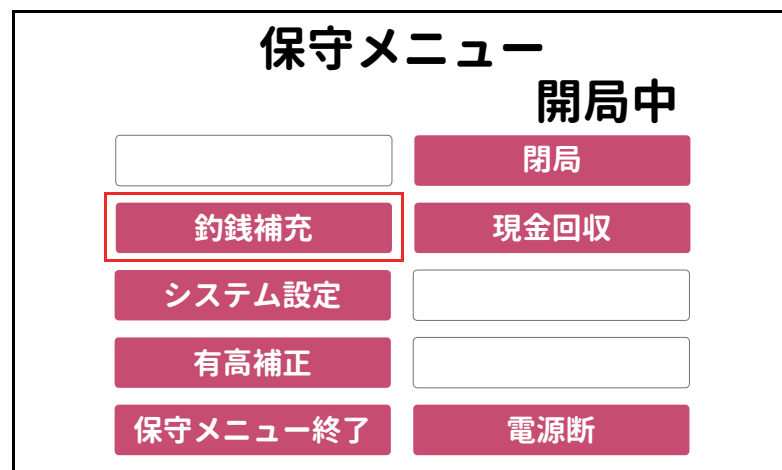 保守メニュー
開局中
閉局
釣銭補充
現金回収
システム設定
有高補正
保守メニュー終了
電源断